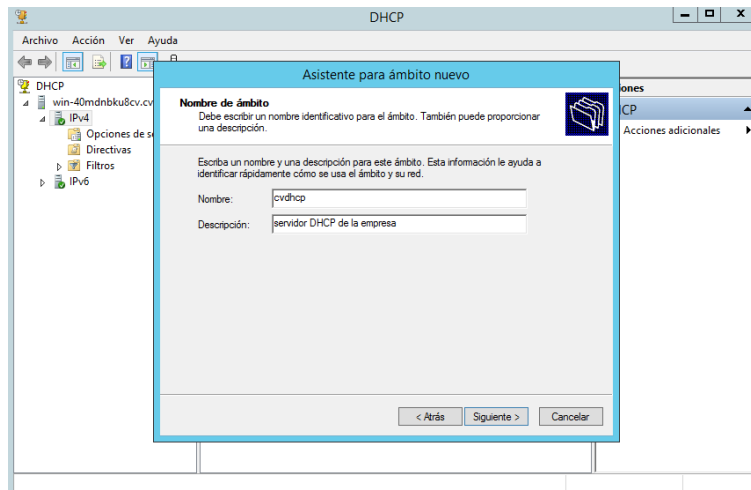 DHCP
Archivo Acción Ver Ayuda
DHCP
win-40mdnbku8cv.cv
IPv4
Opciones de se
Directivas
Filtros
IPv6
Asistente para ámbito nuevo
Nombre de ámbito
Debe escribir un nombre identificativo para el ámbito. También puede proporcionar
una descripción.
Escriba un nombre y una descripción para este ámbito. Esta información le ayuda a
identificar rápidamente cómo se usa el ámbito y su red.
Nombre: cvdhcp
Descripción: servidor DHCP de la empresa
< Atrás Siguiente > Cancelar
iones
CP
Acciones adicionales